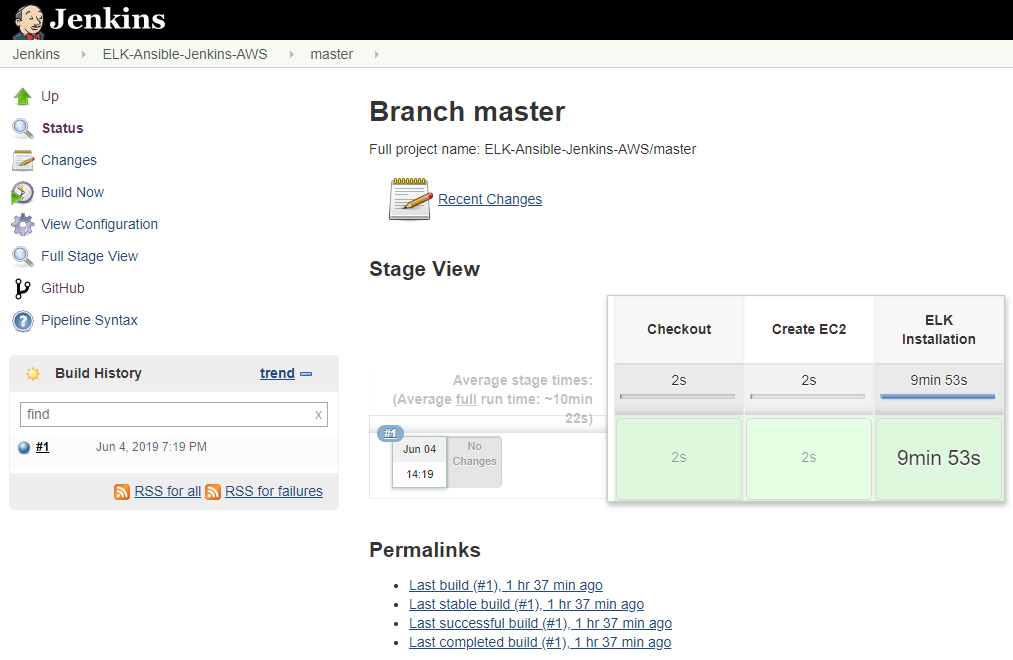 Jenkins
Jenkins ELK-Ansible-Jenkins-AWS master
Up
Status
Changes
Build Now
View Configuration
Full Stage View
GitHub
Pipeline Syntax
Build History trend
find x
#1 Jun 4, 2019 7:19 PM
RSS for all RSS for failures
Branch master
Full project name: ELK-Ansible-Jenkins-AWS/master
Recent Changes
Stage View
Checkout Create EC2 ELK
Installation
Average stage times: 2s 2s 9min 53s
(Average full run time: ~10min
22s)
#1
Jun 04 No
Changes
14:19
2s 2s 9min 53s
Permalinks
• Last build (#1), 1 hr 37 min ago
• Last stable build (#1), 1 hr 37 min ago
• Last successful build (#1), 1 hr 37 min ago
• Last completed build (#1), 1 hr 37 min ago